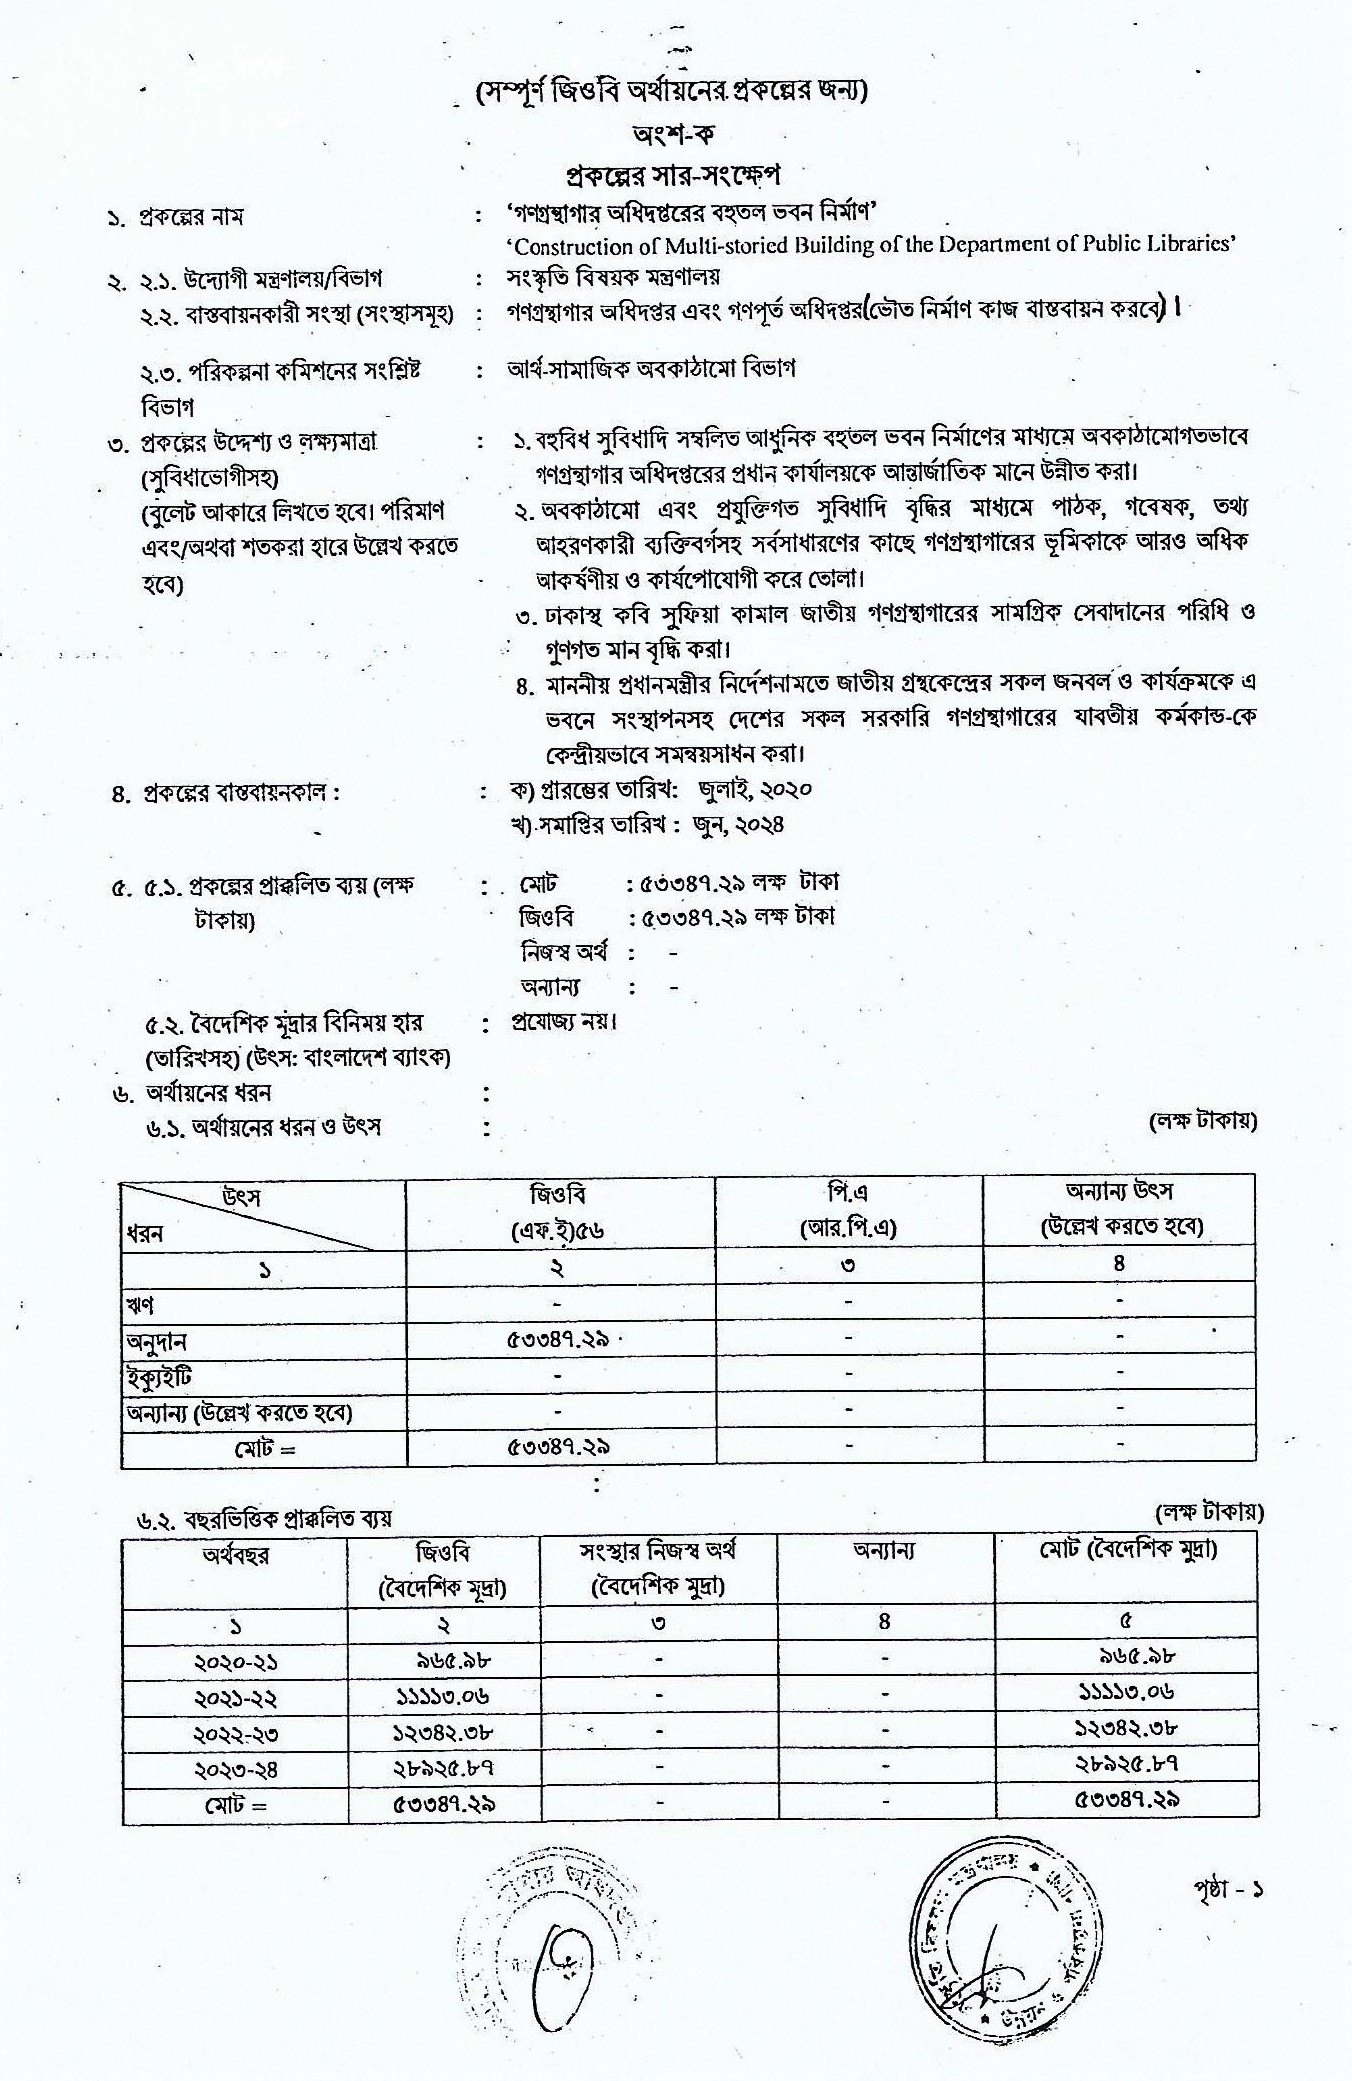 (সম্পূর্ণ জিওবি অর্থায়নের প্রকল্পের জন্য)
অংশ-ক
প্রকল্পের সার-সংক্ষেপ
১. প্রকল্পের নাম : ‘গণগ্রন্থাগার অধিদপ্তরের বহুতল ভবন নির্মাণ’
‘Construction of Multi-storied Building of the Department of Public Libraries’
২. ২.১. উদ্যোগী মন্ত্রণালয়/বিভাগ : সংস্কৃতি বিষয়ক মন্ত্রণালয়
২.২. বাস্তবায়নকারী সংস্থা (সংস্থাসমূহ) : গণগ্রন্থাগার অধিদপ্তর এবং গণপূর্ত অধিদপ্তর(ভৌত নির্মাণ কাজ বাস্তবায়ন করবে)।
২.৩. পরিকল্পনা কমিশনের সংশ্লিষ্ট : আর্থ-সামাজিক অবকাঠামো বিভাগ
বিভাগ
৩. প্রকল্পের উদ্দেশ্য ও লক্ষ্যমাত্রা : ১. বহুবিধ সুবিধাদি সম্বলিত আধুনিক বহুতল ভবন নির্মাণের মাধ্যমে অবকাঠামোগতভাবে
(সুবিধাভোগীসহ) গণগ্রন্থাগার অধিদপ্তরের প্রধান কার্যালয়কে আন্তর্জাতিক মানে উন্নীত করা।
(বুলেট আকারে লিখতে হবে। পরিমাণ ২. অবকাঠামো এবং প্রযুক্তিগত সুবিধাদি বৃদ্ধির মাধ্যমে পাঠক, গবেষক, তথ্য
এবং/অথবা শতকরা হারে উল্লেখ করতে আহরণকারী ব্যক্তিবর্গসহ সর্বসাধারণের কাছে গণগ্রন্থাগারের ভূমিকাকে আরও অধিক
হবে) আকর্ষণীয় ও কার্যপোযোগী করে তোলা।
৩. ঢাকাস্থ কবি সুফিয়া কামাল জাতীয় গণগ্রন্থাগারের সামগ্রিক সেবাদানের পরিধি ও
গুণগত মান বৃদ্ধি করা।
৪. মাননীয় প্রধানমন্ত্রীর নির্দেশনামতে জাতীয় গ্রন্থকেন্দ্রের সকল জনবল ও কার্যক্রমকে এ
ভবনে সংস্থাপনসহ দেশের সকল সরকারি গণগ্রন্থাগারের যাবতীয় কর্মকান্ড-কে
কেন্দ্রীয়ভাবে সমন্বয়সাধন করা।
৪. প্রকল্পের বাস্তবায়নকাল : : ক) প্রারম্ভের তারিখ: জুলাই, ২০২০
খ) সমাপ্তির তারিখ : জুন, ২০২৪
৫. ৫.১. প্রকল্পের প্রাক্কলিত ব্যয় (লক্ষ : মোট : ৫৩৩৪৭.২৯ লক্ষ টাকা
টাকায়) জিওবি : ৫৩৩৪৭.২৯ লক্ষ টাকা
নিজস্ব অর্থ : -
অন্যান্য : -
৫.২. বৈদেশিক মূদ্রার বিনিময় হার : প্রযোজ্য নয়।
(তারিখসহ) (উৎস: বাংলাদেশ ব্যাংক)
৬. অর্থায়নের ধরন :
৬.১. অর্থায়নের ধরন ও উৎস : (লক্ষ টাকায়)
উৎস জিওবি পি.এ অন্যান্য উৎস
ধরন (এফ.ই)৫৬ (আর.পি.এ) (উল্লেখ করতে হবে)
১ ২ ৩ ৪
ঋণ - - -
অনুদান ৫৩৩৪৭.২৯ - -
ইক্যুইটি - - -
অন্যান্য (উল্লেখ করতে হবে) - - -
মোট = ৫৩৩৪৭.২৯ - -
৬.২. বছরভিত্তিক প্রাক্কলিত ব্যয় (লক্ষ টাকায়)
অর্থবছর জিওবি সংস্থার নিজস্ব অর্থ অন্যান্য মোট (বৈদেশিক মুদ্রা)
(বৈদেশিক মূদ্রা) (বৈদেশিক মুদ্রা)
১ ২ ৩ ৪ ৫
২০২০-২১ ৯৬৫.৯৮ - - ৯৬৫.৯৮
২০২১-২২ ১১১১৩.০৬ - - ১১১১৩.০৬
২০২২-২৩ ১২৩৪২.৩৮ - - ১২৩৪২.৩৮
২০২৩-২৪ ২৮৯২৫.৮৭ - - ২৮৯২৫.৮৭
মোট = ৫৩৩৪৭.২৯ - - ৫৩৩৪৭.২৯
পৃষ্ঠা - ১